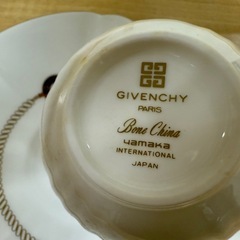 GIVENCHY
PARIS
Bone China
yamaka
INTERNATIONAL
JAPAN